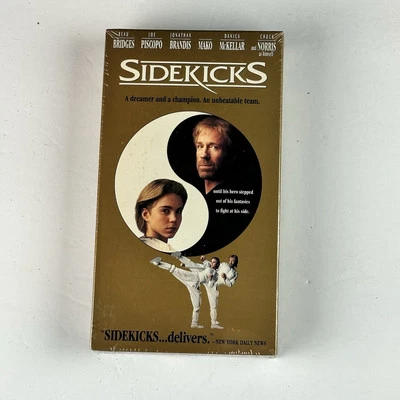 BEAU BRIDGES JOE PISCOPO JONATHAN BRANDIS MAKO DANICA McKELLAR and CHUCK NORRIS as himself
SIDEKICKS
A dreamer and a champion. An unbeatable team.
until his hero stepped
out of his fantasies
to fight at his side.
"SIDEKICKS...delivers." —NEW YORK DAILY NEWS